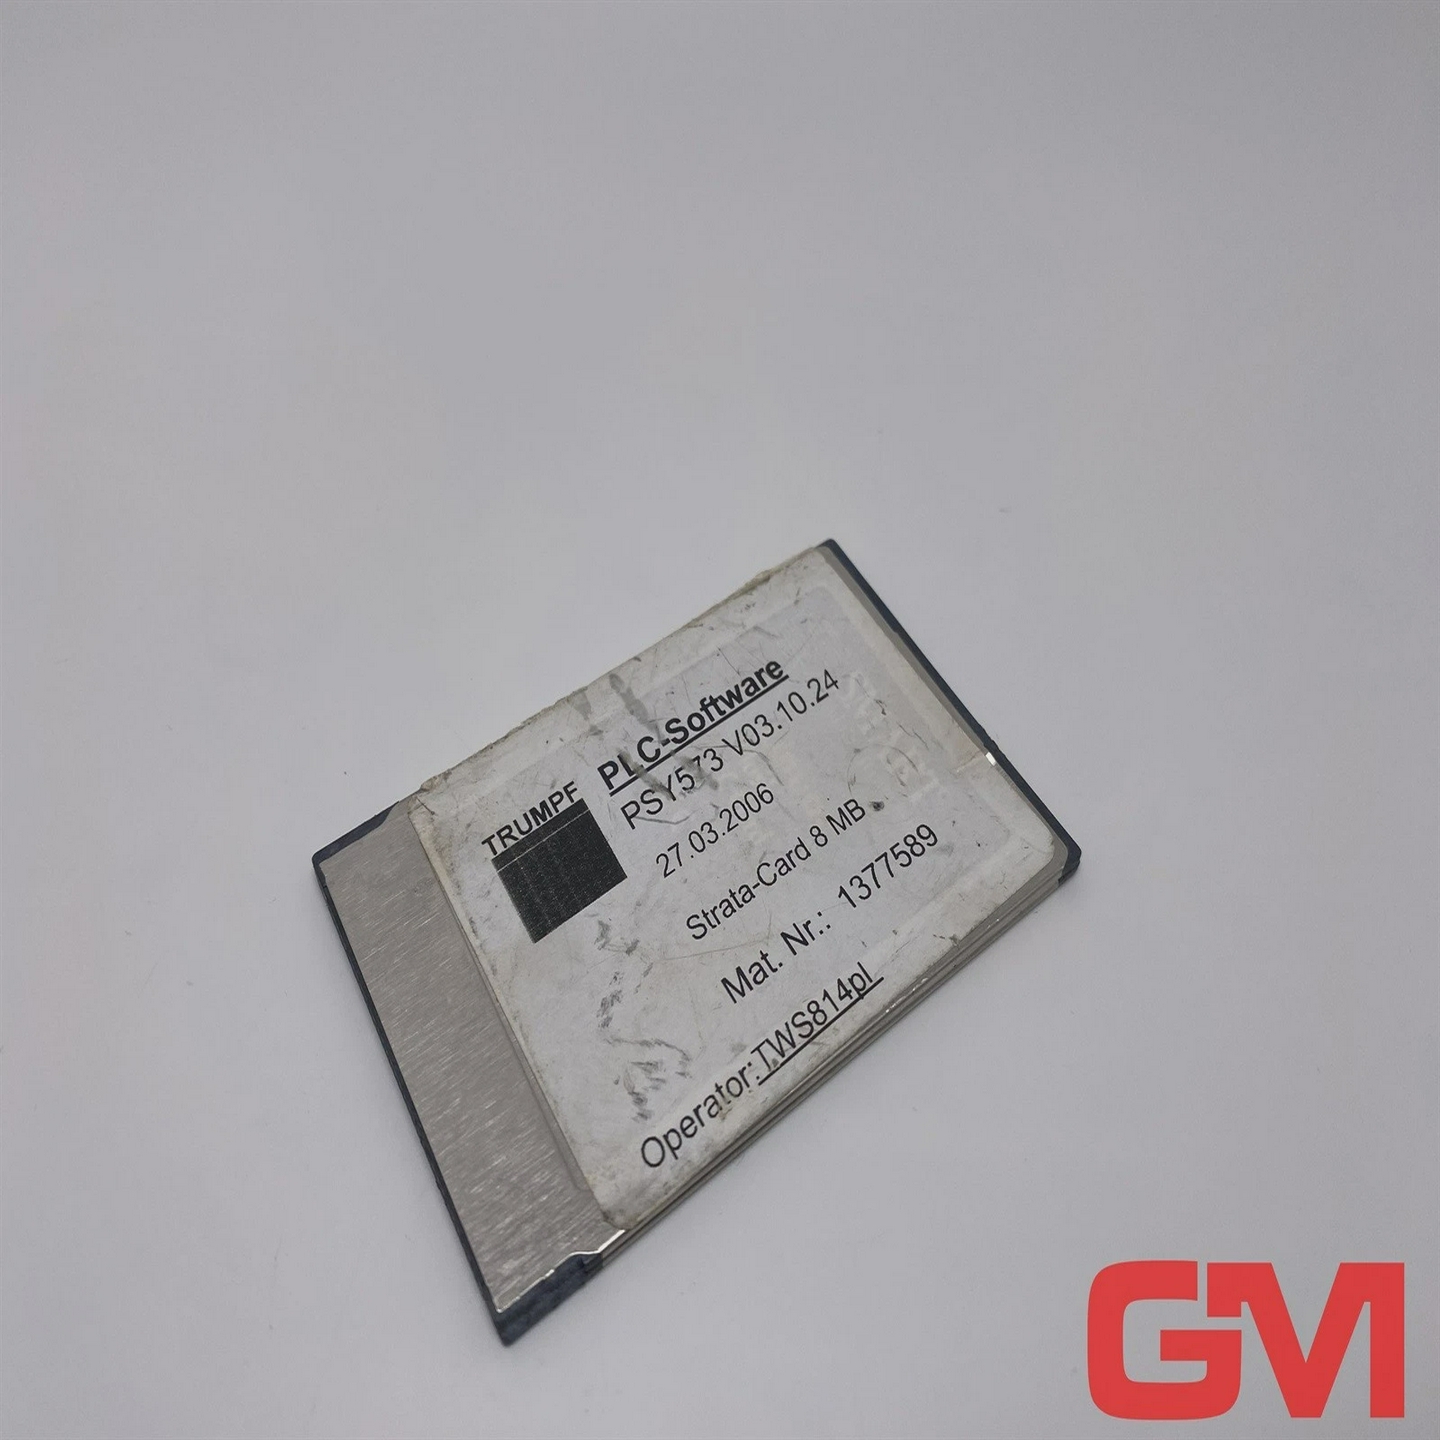 TRUMPF
PLC-Software
PSY573 V03.10.24
27.03.2006
Strata-Card 8 MB
Mat. Nr.: 1377589
Operator:TWS814pl
GM